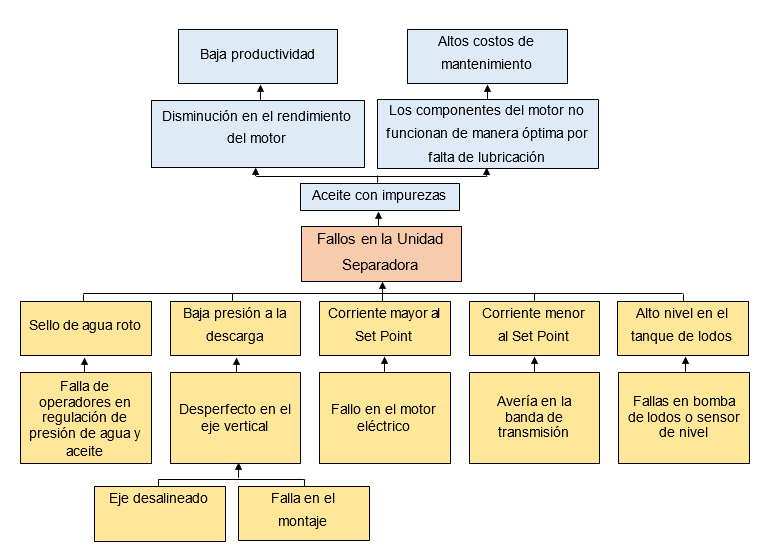 Baja productividad
Altos costos de
mantenimiento
Disminución en el rendimiento
del motor
Los componentes del motor no
funcionan de manera óptima por
falta de lubricación
Aceite con impurezas
Fallos en la Unidad
Separadora
Sello de agua roto
Baja presión a la
descarga
Corriente mayor al
Set Point
Corriente menor
al Set Point
Alto nivel en el
tanque de lodos
Falla de
operadores en
regulación de
presión de agua y
aceite
Desperfecto en el
eje vertical
Fallo en el motor
eléctrico
Avería en la
banda de
transmisión
Fallas en bomba
de lodos o sensor
de nivel
Eje desalineado
Falla en el
montaje